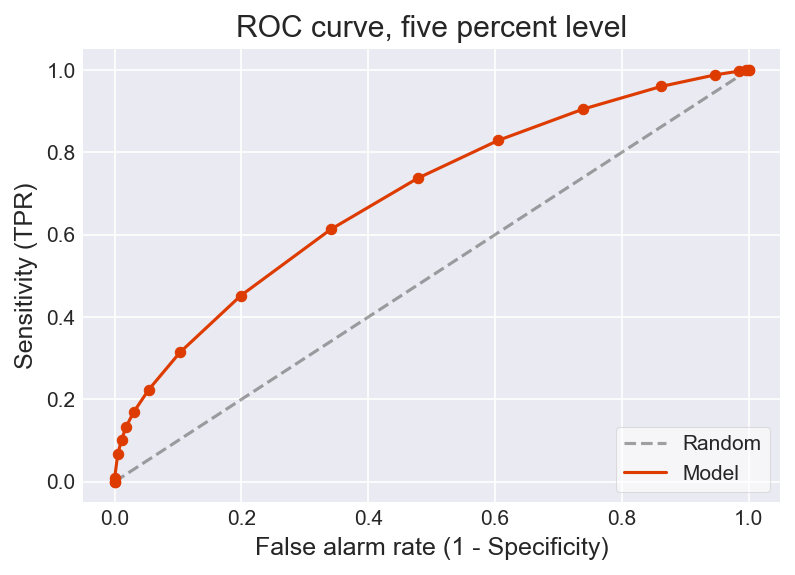 ROC curve, five percent level
1.0
0.8
0.6
0.4
0.2
0.0
Sensitivity (TPR)
Random
Model
0.0 0.2 0.4 0.6 0.8 1.0
False alarm rate (1 - Specificity)